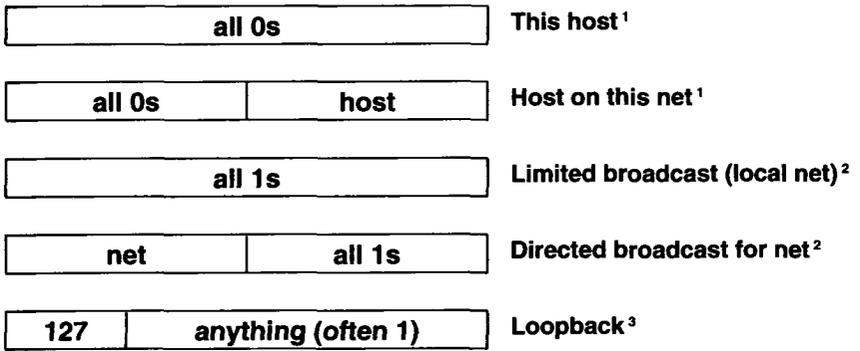 all 0s This host ¹
all 0s host Host on this net ¹
all 1s Limited broadcast (local net) ²
net all 1s Directed broadcast for net ²
127 anything (often 1) Loopback ³